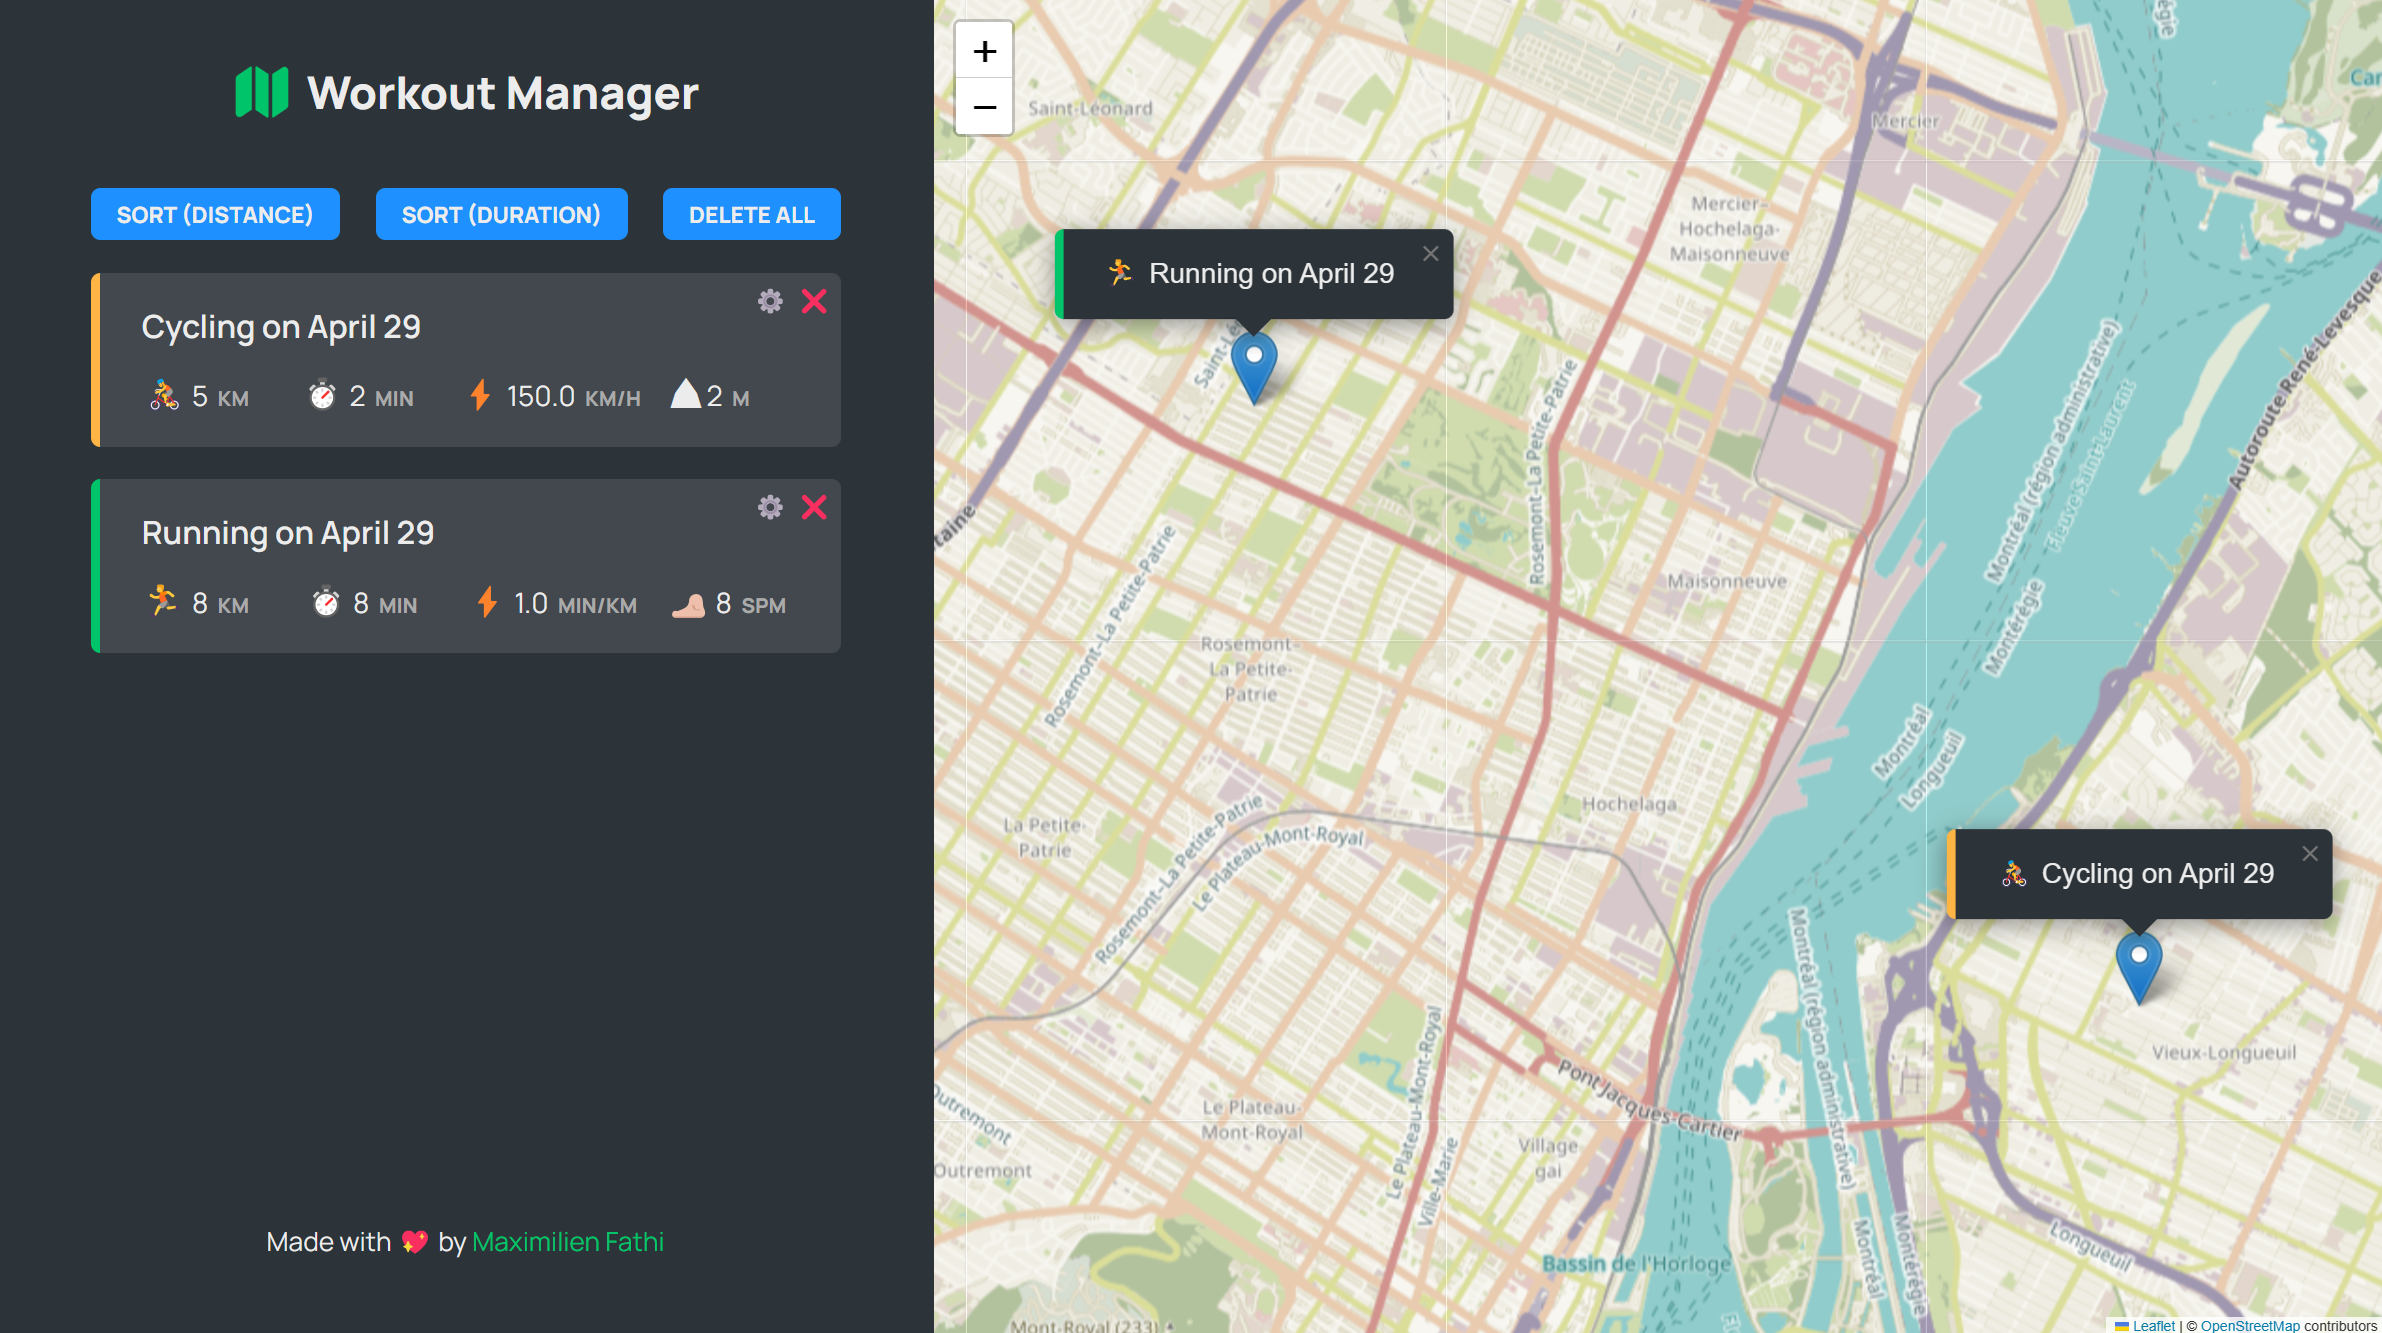 Workout Manager
SORT (DISTANCE)
SORT (DURATION)
DELETE ALL
Cycling on April 29
5 KM 2 MIN 150.0 KM/H 2 M
Running on April 29
8 KM 8 MIN 1.0 MIN/KM 8 SPM
Made with by Maximilien Fathi
+
−
Saint-Léonard
Mercier
Mercier-
Hochelaga-
Maisonneuve
Running on April 29
×
Saint-Lé
Rosemont-La Petite-Patrie
Rosemont-La Petite-Patrie
taine
Montréal (région administrative)
Fleuve Saint-Laurent
Montérégie
Autoroute René-Levesque
égie
Car
Maisonneuve
Rosemont-
La Petite-
Patrie
Montréal
Longueuil
Hochelaga
La Petite-
Patrie
Rosemont-La Petite-Patrie
Le Plateau-Mont-Royal
Cycling on April 29
×
Montréal (région administrative)
Vieux-Longueuil
Pont Jacques-Cartier
Le Plateau-Mont-Royal
Ville-Marie
Outremont
Le Plateau-
Mont-Royal
Village
gai
Outremont
Longueuil
Montréal
Montérégie
Bassin de l'Horloge
Fl
Mont-Royal (233)
Leaflet | © OpenStreetMap contributors